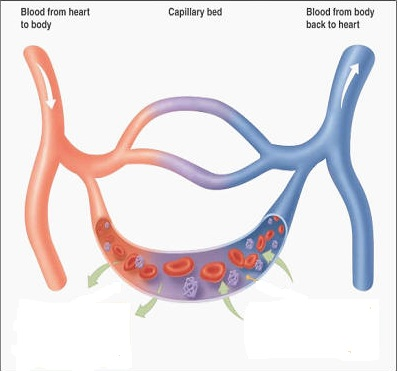 Blood from heart
to body
Capillary bed
Blood from body
back to heart